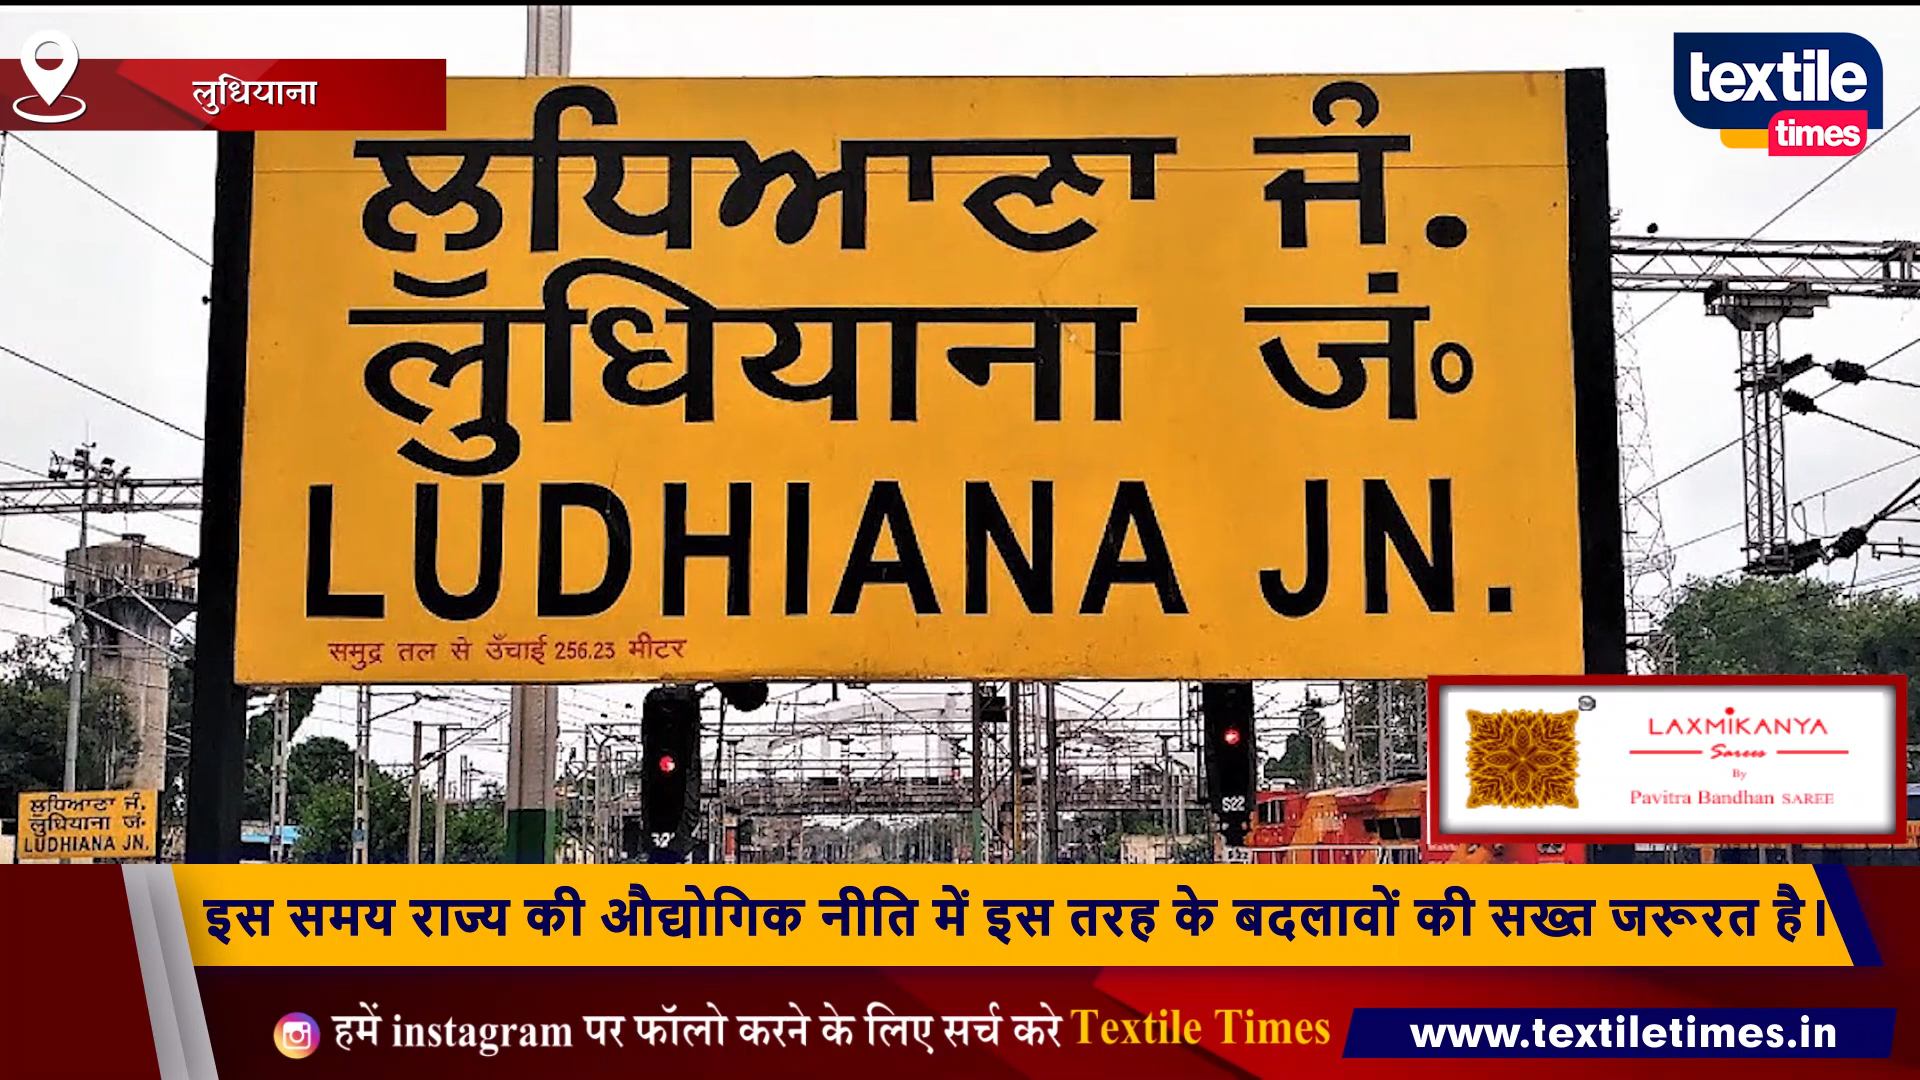 लुधियाना
textile
times
ਲੁਧਿਆਣਾ ਜੰ.
लुधियाना जं०
LUDHIANA JN.
समुद्र तल से उँचाई 256.23 मीटर
LAXMIKANYA
Sarees
By
Pavitra Bandhan SAREE
S22
ਲੁਧਿਆਣਾ ਜੰ.
लुधियाना जं०
LUDHIANA JN.
इस समय राज्य की औद्योगिक नीति में इस तरह के बदलावों की सख्त जरूरत है।
हमें instagram पर फॉलो करने के लिए सर्च करे Textile Times
www.textiletimes.in